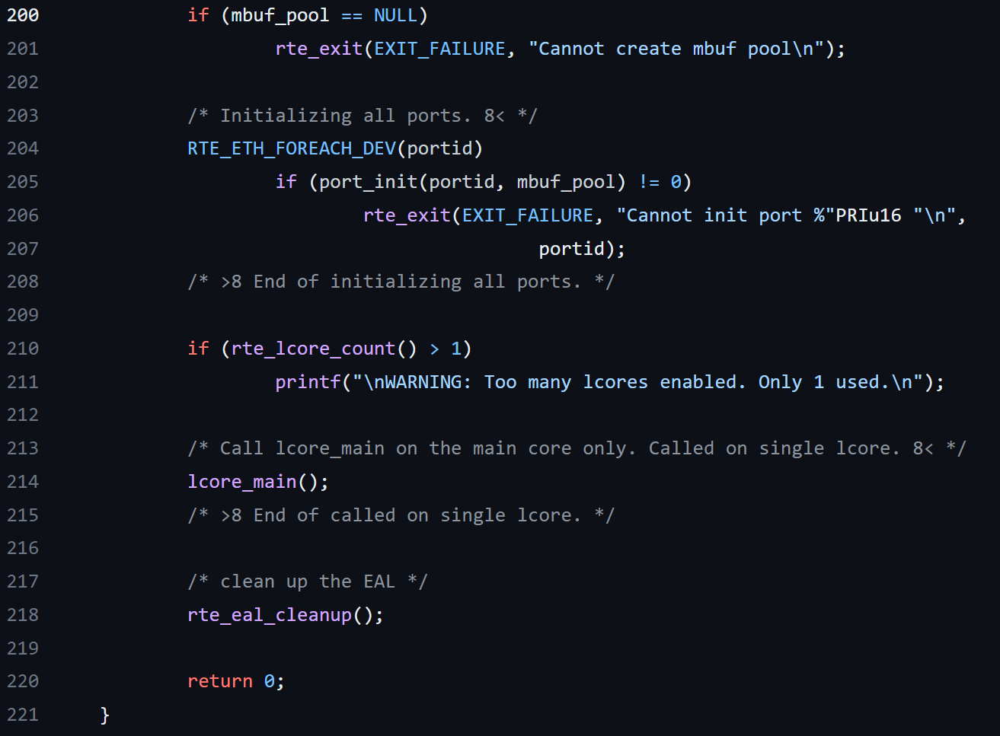 200 if (mbuf_pool == NULL)
201 rte_exit(EXIT_FAILURE, "Cannot create mbuf pool\n");
202
203 /* Initializing all ports. 8< */
204 RTE_ETH_FOREACH_DEV(portid)
205 if (port_init(portid, mbuf_pool) != 0)
206 rte_exit(EXIT_FAILURE, "Cannot init port %"PRIu16 "\n",
207 portid);
208 /* >8 End of initializing all ports. */
209
210 if (rte_lcore_count() > 1)
211 printf("\nWARNING: Too many lcores enabled. Only 1 used.\n");
212
213 /* Call lcore_main on the main core only. Called on single lcore. 8< */
214 lcore_main();
215 /* >8 End of called on single lcore. */
216
217 /* clean up the EAL */
218 rte_eal_cleanup();
219
220 return 0;
221 }